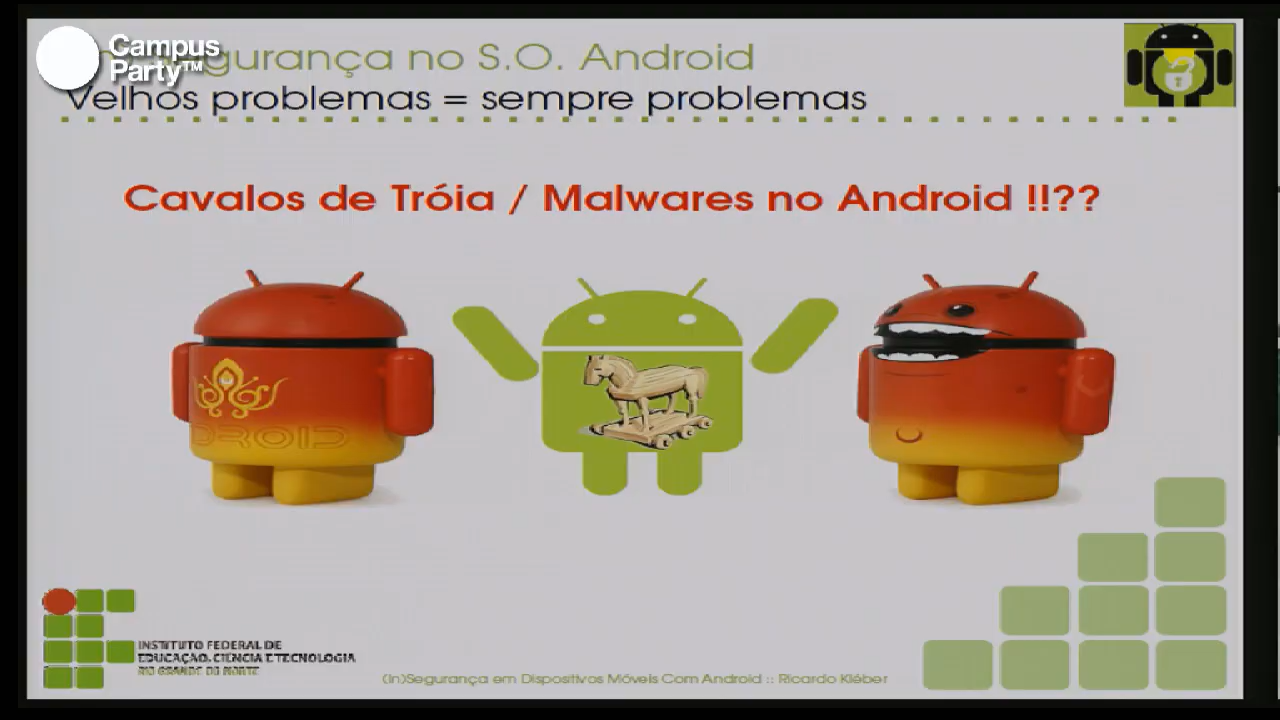 Campus
Party™
gurança no S.O. Android
Velhos problemas = sempre problemas
Cavalos de Tróia / Malwares no Android !!??
DROID
INSTITUTO FEDERAL DE
EDUCAÇÃO, CIÊNCIA E TECNOLOGIA
RIO GRANDE DO NORTE
(In)Segurança em Dispositivos Móveis Com Android :: Ricardo Kléber